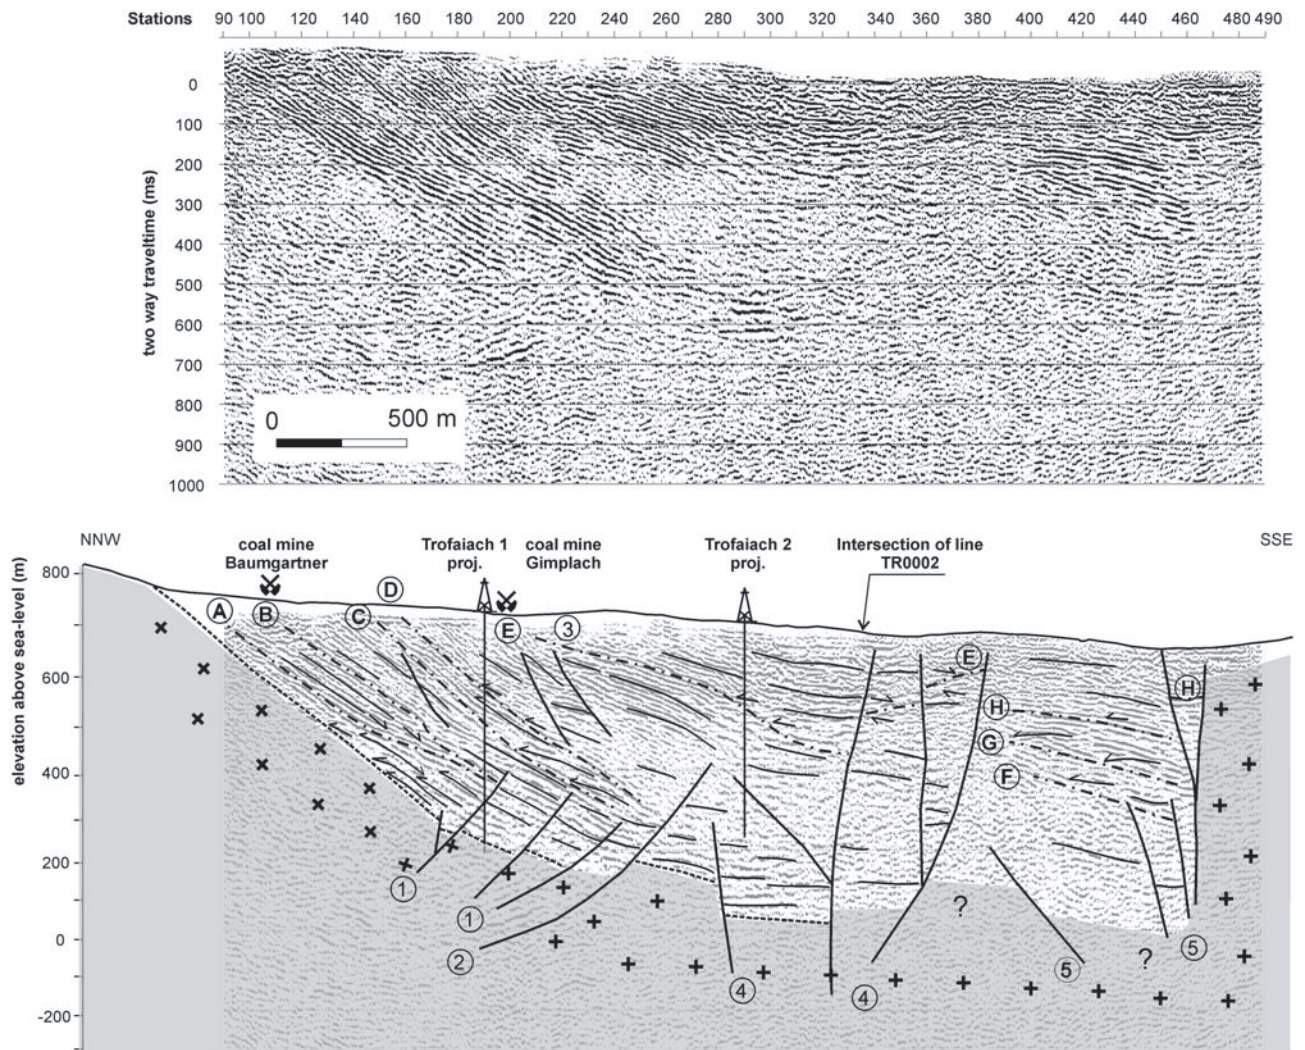 Stations 90 100 120 140 160 180 200 220 240 260 280 300 320 340 360 380 400 420 440 460 480 490
two way traveltime (ms)
0
100
200
300
400
500
600
700
800
900
1000
0 500 m
NNW
SSE
coal mine
Baumgartner
Trofaiach 1
proj.
coal mine
Gimplach
Trofaiach 2
proj.
Intersection of line
TR0002
elevation above sea-level (m)
800
600
400
200
0
-200
A
B
C
D
E
3
E
H
H
G
F
1
1
2
4
4
5
5
?
?